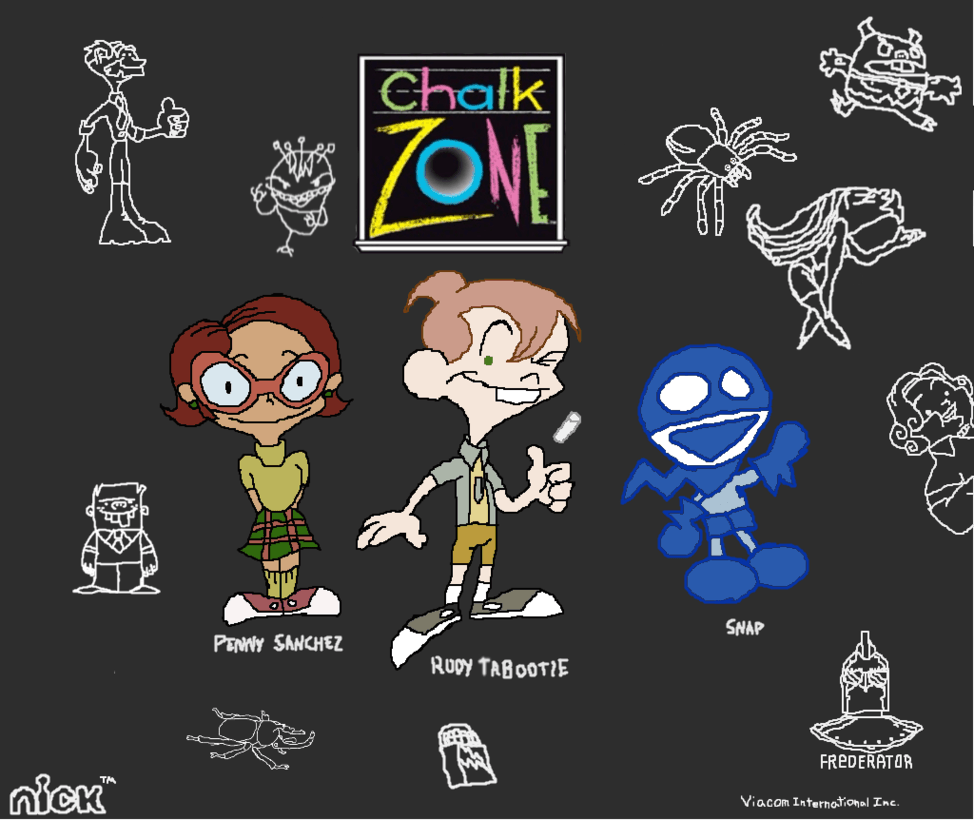 Chalk
ZONE
PENNY SANCHEZ
RUDY TABOOTIE
SNAP
FREDERATOR
nick™
Viacom International Inc.